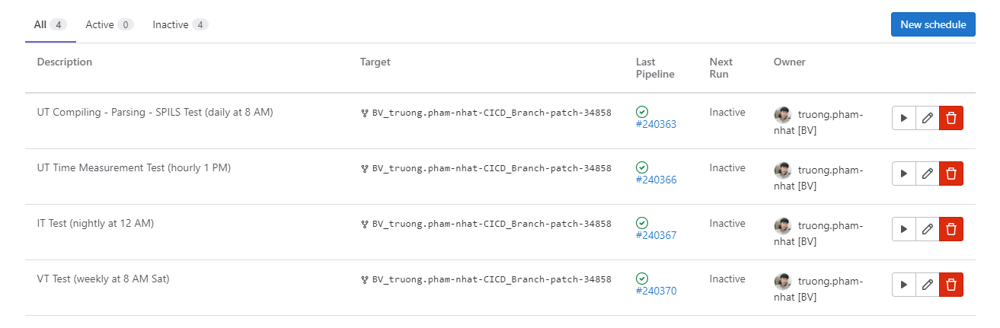 All 4 Active 0 Inactive 4 New schedule
Description Target Last Pipeline Next Run Owner
UT Compiling - Parsing - SPILS Test (daily at 8 AM) BV_truong.pham-nhat-CICD_Branch-patch-34858 #240363 Inactive truong.pham-nhat [BV]
UT Time Measurement Test (hourly 1 PM) BV_truong.pham-nhat-CICD_Branch-patch-34858 #240366 Inactive truong.pham-nhat [BV]
IT Test (nightly at 12 AM) BV_truong.pham-nhat-CICD_Branch-patch-34858 #240367 Inactive truong.pham-nhat [BV]
VT Test (weekly at 8 AM Sat) BV_truong.pham-nhat-CICD_Branch-patch-34858 #240370 Inactive truong.pham-nhat [BV]